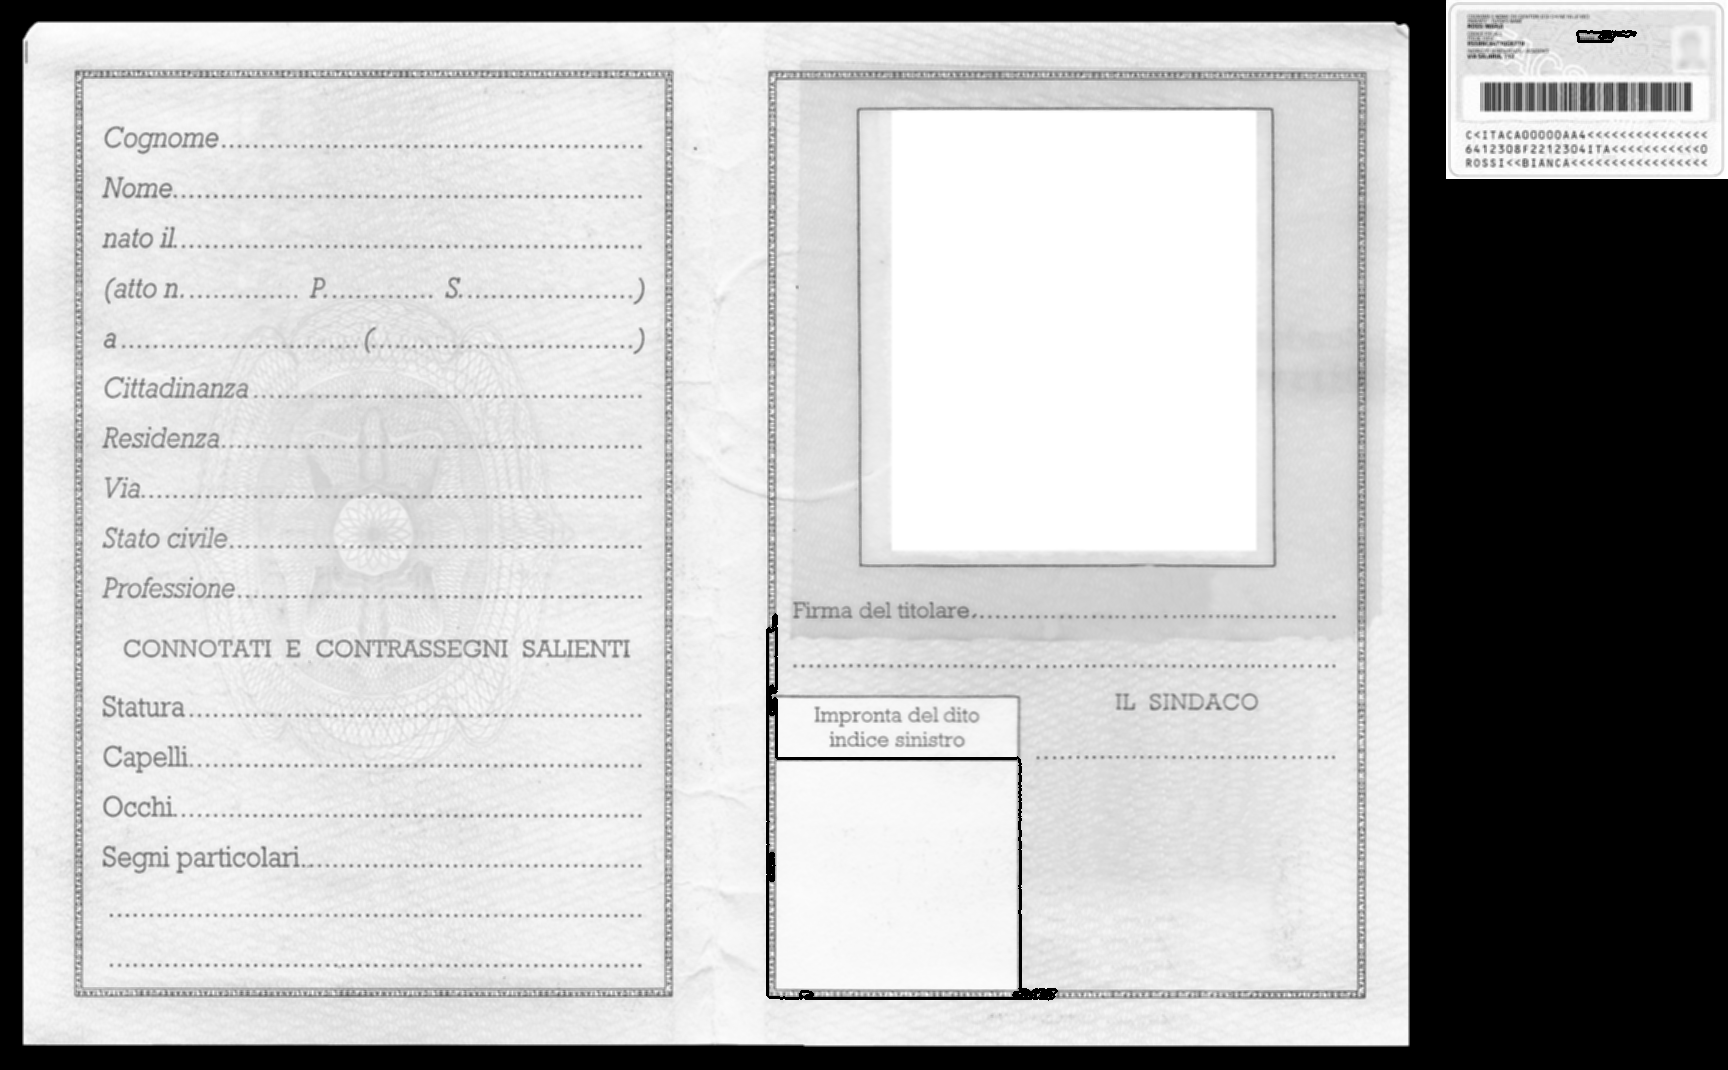 Cognome
Nome
nato il
(atto n. P. S. )
a ( )
Cittadinanza
Residenza
Via
Stato civile
Professione
CONNOTATI E CONTRASSEGNI SALIENTI
Statura
Capelli
Occhi
Segni particolari
Firma del titolare
IL SINDACO
Impronta del dito
indice sinistro
C<ITACA00000AA4<<<<<<<<<<<<<<<
6412308F2212304ITA<<<<<<<<<<<0
ROSSI<<BIANCA<<<<<<<<<<<<<<<<<